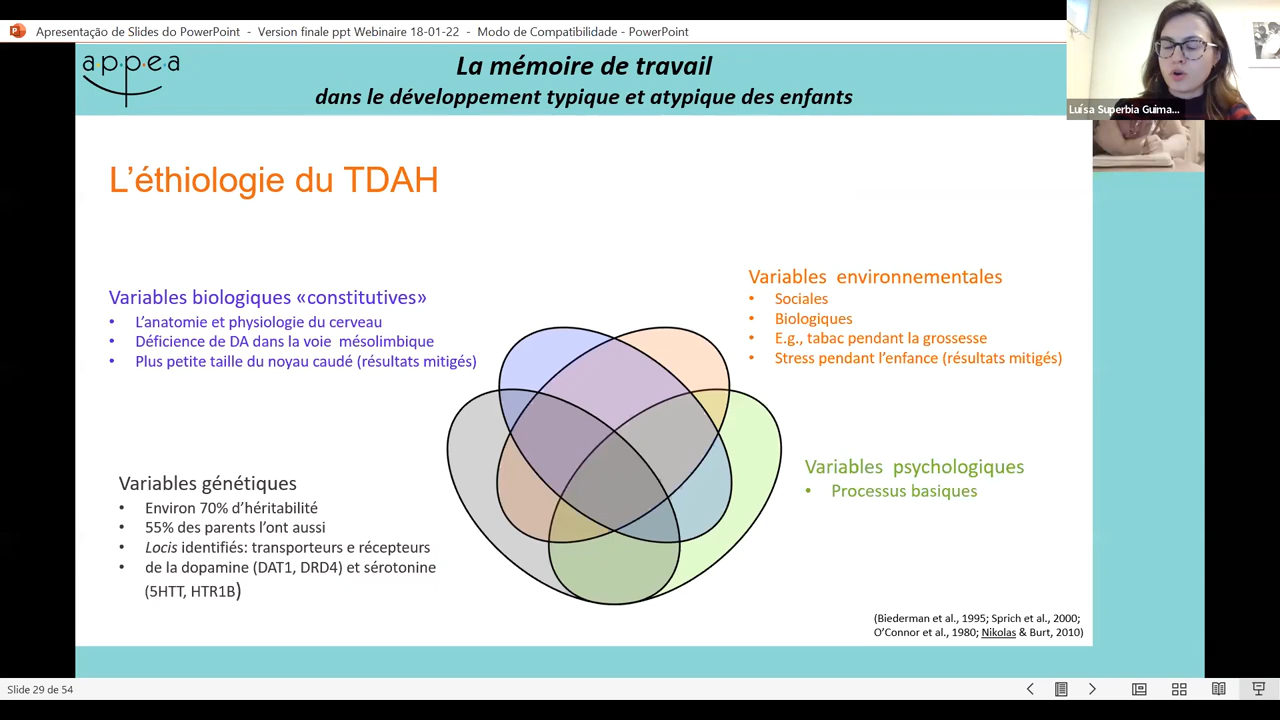 Apresentação de Slides do PowerPoint - Version finale ppt Webinaire 18-01-22 - Modo de Compatibilidade - PowerPoint
Luísa Superbia Guima...
appea
La mémoire de travail
dans le développement typique et atypique des enfants
L'éthiologie du TDAH
Variables environnementales
• Sociales
• Biologiques
• E.g., tabac pendant la grossesse
• Stress pendant l'enfance (résultats mitigés)
Variables biologiques «constitutives»
• L'anatomie et physiologie du cerveau
• Déficience de DA dans la voie mésolimbique
• Plus petite taille du noyau caudé (résultats mitigés)
Variables psychologiques
• Processus basiques
Variables génétiques
• Environ 70% d'héritabilité
• 55% des parents l'ont aussi
• Locis identifiés: transporteurs e récepteurs
• de la dopamine (DAT1, DRD4) et sérotonine
(5HTT, HTR1B)
(Biederman et al., 1995; Sprich et al., 2000;
O'Connor et al., 1980; Nikolas & Burt, 2010)
Slide 29 de 54